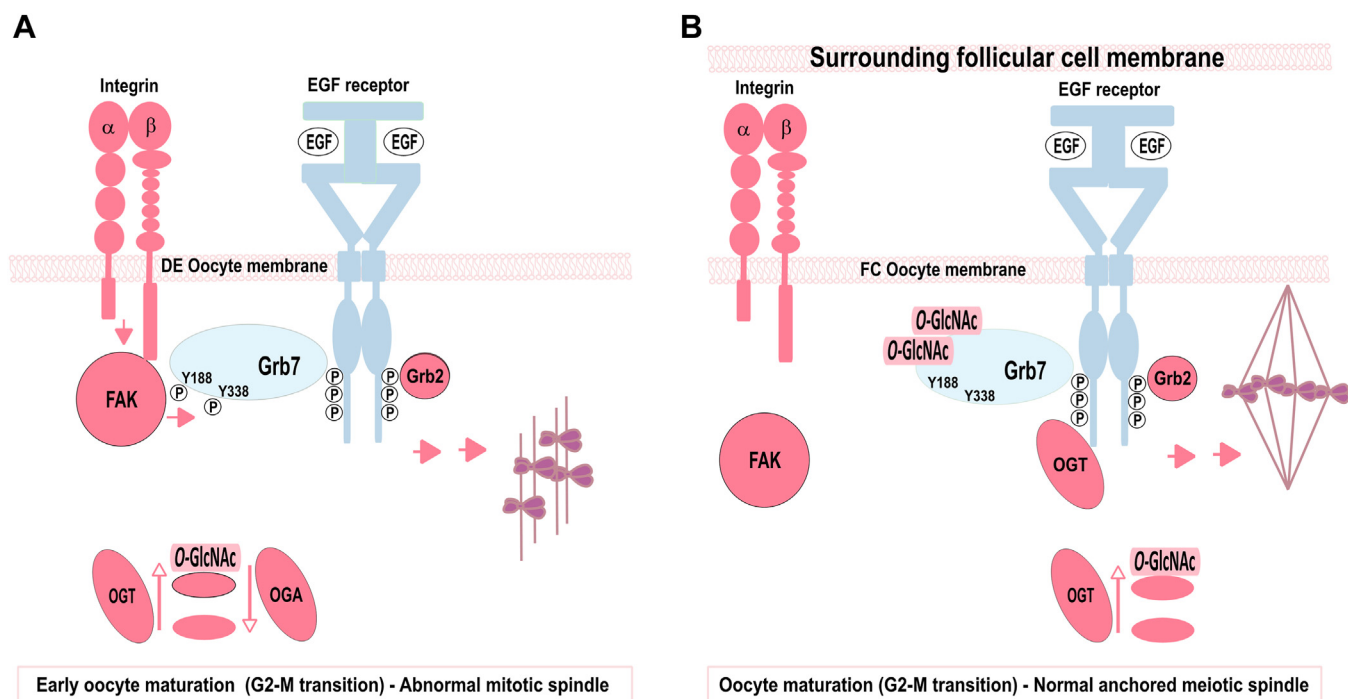 A
Integrin
α
β
EGF receptor
EGF
EGF
DE Oocyte membrane
FAK
Y188
P
Y338
P
Grb7
P
P
P
P
P
P
Grb2
OGT
O-GlcNAc
OGA
Early oocyte maturation (G2-M transition) - Abnormal mitotic spindle
B
Surrounding follicular cell membrane
Integrin
α
β
EGF receptor
EGF
EGF
FC Oocyte membrane
O-GlcNAc
O-GlcNAc
Y188
Y338
Grb7
P
P
P
P
P
P
Grb2
FAK
OGT
OGT
O-GlcNAc
Oocyte maturation (G2-M transition) - Normal anchored meiotic spindle